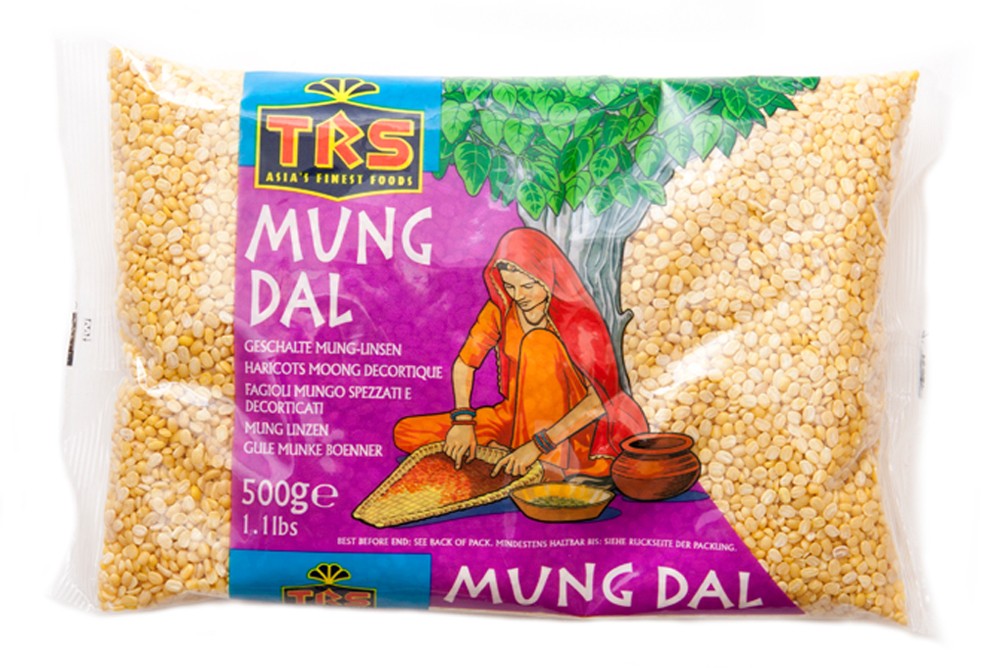 TRS
ASIA'S FINEST FOODS
MUNG
DAL
GESCHALTE MUNG-LINSEN
HARICOTS MOONG DECORTIQUE
FAGIOLI MUNGO SPEZZATI E
DECORTICATI
MUNG LINZEN
GULE MUNKE BOENNER
500g℮
1.1lbs
BEST BEFORE END: SEE BACK OF PACK. MINDESTENS HALTBAR BIS: SIEHE RUCKSEITE DER PACKUNG.
TRS
MUNG DAL